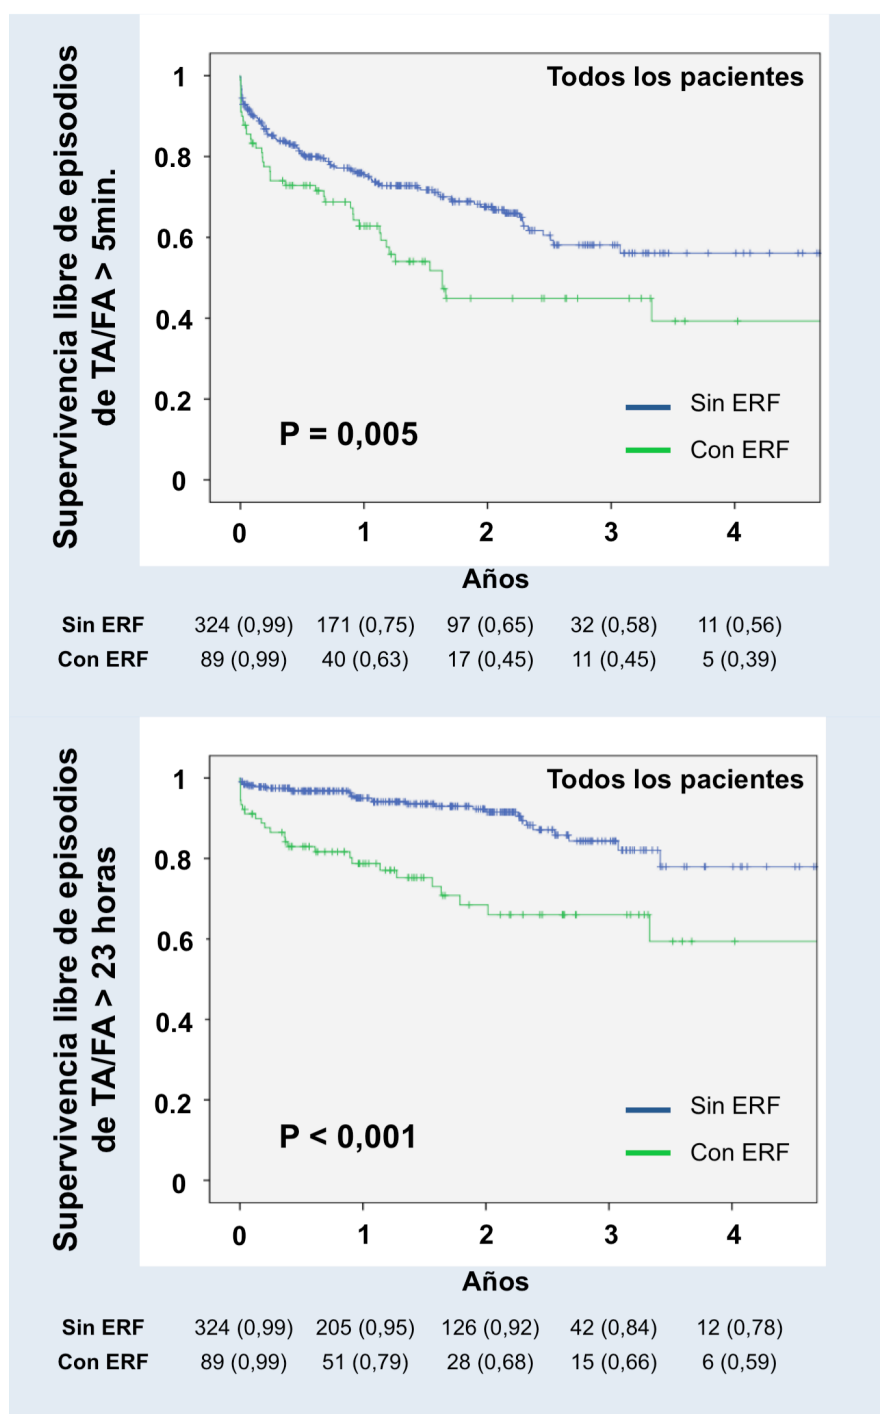 Supervivencia libre de episodios
de TA/FA > 5min.
Todos los pacientes
1
0.8
0.6
0.4
0.2
0
P = 0,005
Sin ERF
Con ERF
0 1 2 3 4
Años
Sin ERF 324 (0,99) 171 (0,75) 97 (0,65) 32 (0,58) 11 (0,56)
Con ERF 89 (0,99) 40 (0,63) 17 (0,45) 11 (0,45) 5 (0,39)
Supervivencia libre de episodios
de TA/FA > 23 horas
Todos los pacientes
1
0.8
0.6
0.4
0.2
0
P < 0,001
Sin ERF
Con ERF
0 1 2 3 4
Años
Sin ERF 324 (0,99) 205 (0,95) 126 (0,92) 42 (0,84) 12 (0,78)
Con ERF 89 (0,99) 51 (0,79) 28 (0,68) 15 (0,66) 6 (0,59)